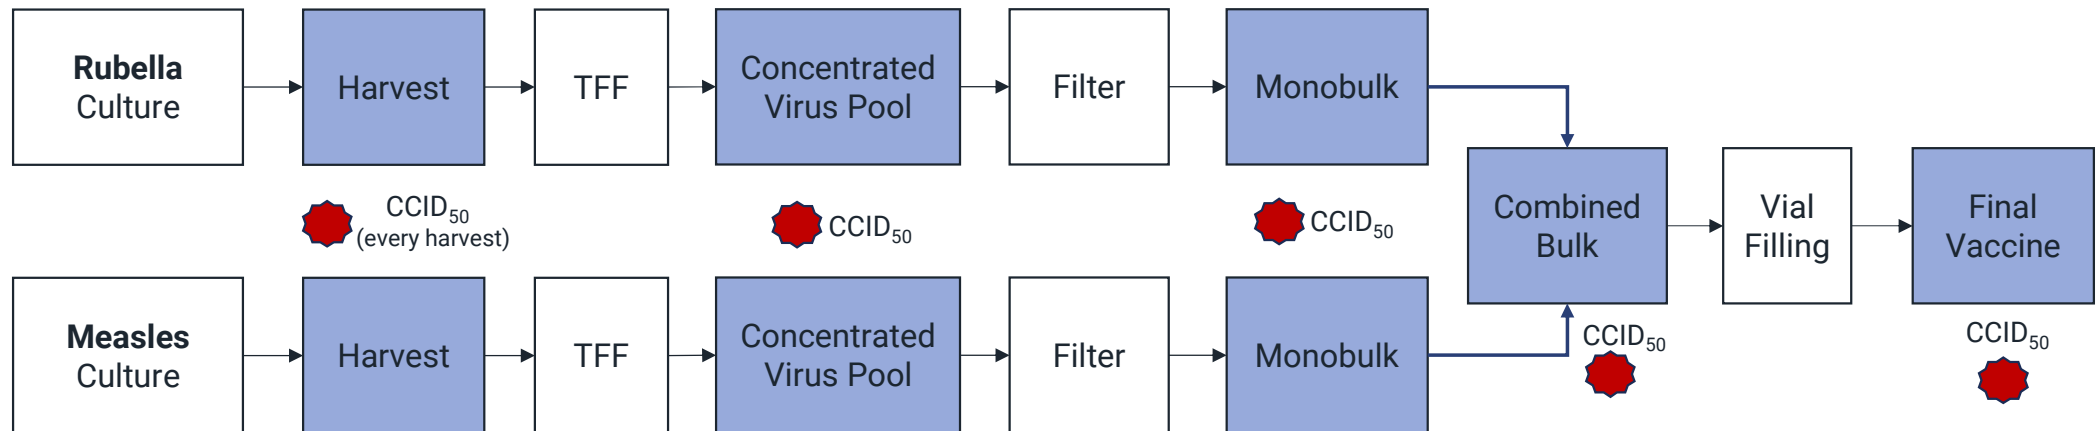 Rubella
Culture
Harvest
TFF
Concentrated
Virus Pool
Filter
Monobulk
CCID₅₀
(every harvest)
CCID₅₀
CCID₅₀
Combined
Bulk
Vial
Filling
Final
Vaccine
Measles
Culture
Harvest
TFF
Concentrated
Virus Pool
Filter
Monobulk
CCID₅₀
CCID₅₀